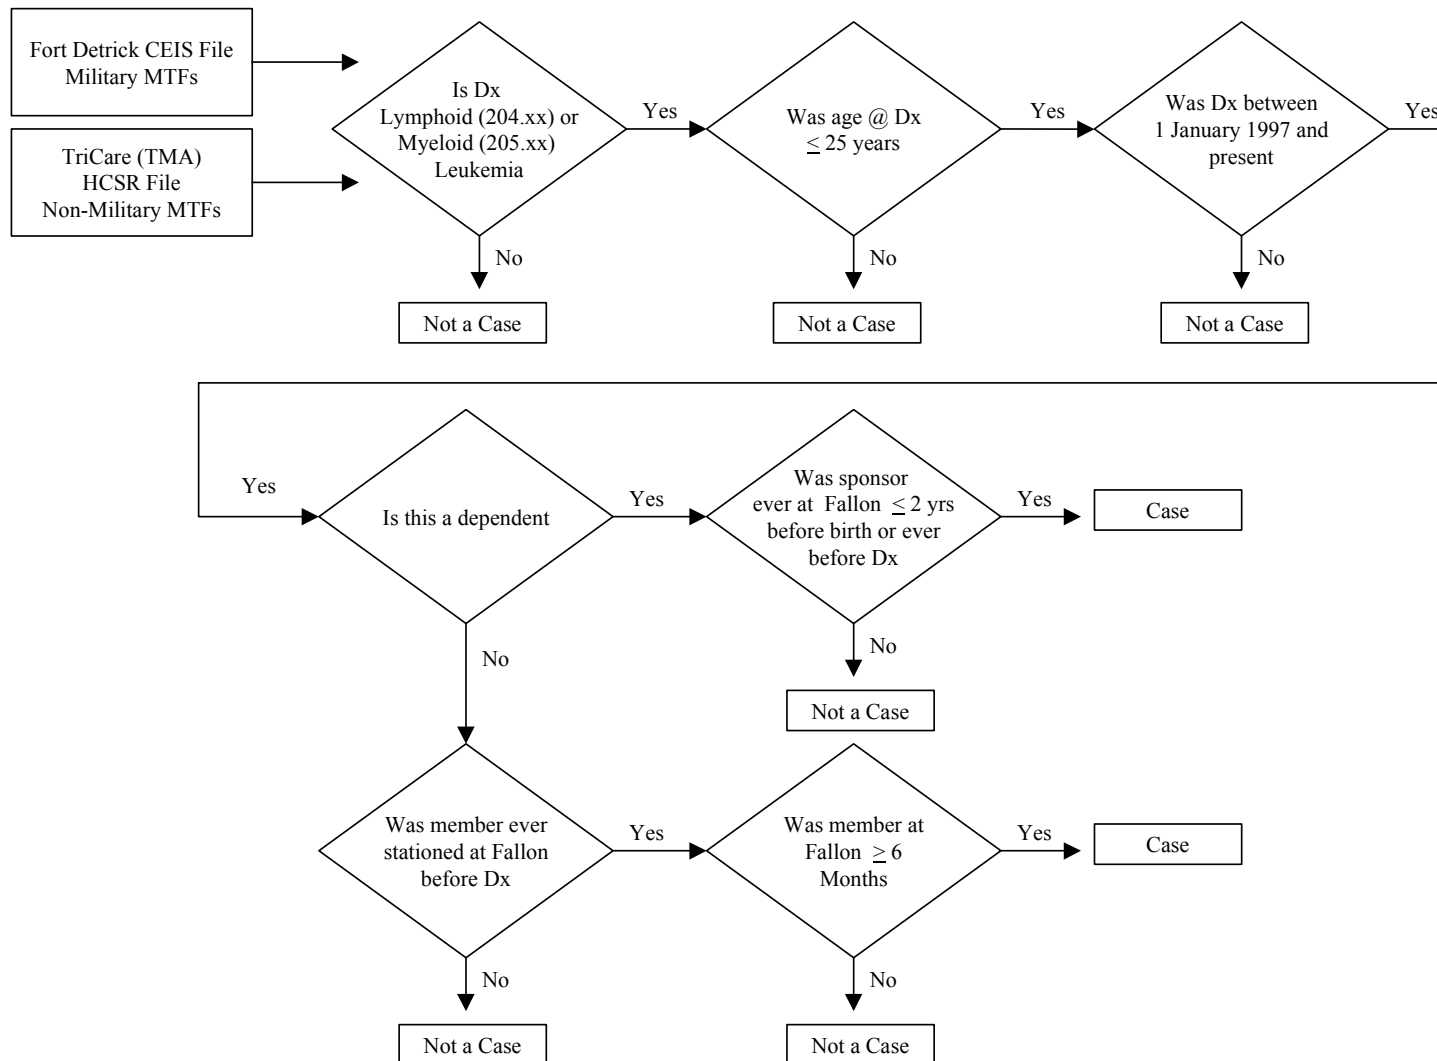 Fort Detrick CEIS File
Military MTFs
TriCare (TMA)
HCSR File
Non-Military MTFs
Is Dx
Lymphoid (204.xx) or
Myeloid (205.xx)
Leukemia
Yes
No
Not a Case
Was age @ Dx
≤ 25 years
Yes
No
Not a Case
Was Dx between
1 January 1997 and
present
Yes
No
Not a Case
Yes
Is this a dependent
Yes
No
Was sponsor
ever at Fallon ≤ 2 yrs
before birth or ever
before Dx
Yes
Case
No
Not a Case
Was member ever
stationed at Fallon
before Dx
Yes
No
Not a Case
Was member at
Fallon ≥ 6
Months
Yes
Case
No
Not a Case